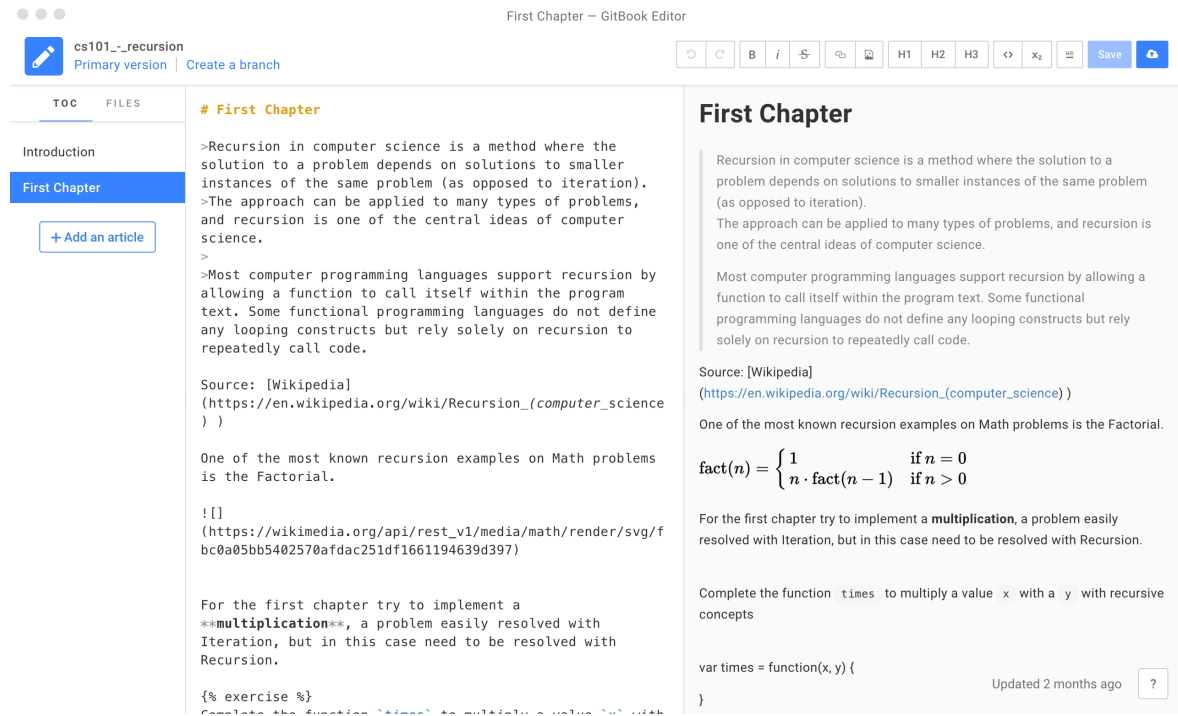 First Chapter — GitBook Editor
cs101_-_recursion
Primary version
Create a branch
B i S H1 H2 H3 <> x₂ Save
TOC FILES
Introduction
First Chapter
+ Add an article
# First Chapter
>Recursion in computer science is a method where the
solution to a problem depends on solutions to smaller
instances of the same problem (as opposed to iteration).
>The approach can be applied to many types of problems,
and recursion is one of the central ideas of computer
science.
>
>Most computer programming languages support recursion by
allowing a function to call itself within the program
text. Some functional programming languages do not define
any looping constructs but rely solely on recursion to
repeatedly call code.
Source: [Wikipedia]
(https://en.wikipedia.org/wiki/Recursion_(computer_science
) )
One of the most known recursion examples on Math problems
is the Factorial.
![]
(https://wikimedia.org/api/rest_v1/media/math/render/svg/f
bc0a05bb5402570afdac251df1661194639d397)
For the first chapter try to implement a
**multiplication**, a problem easily resolved with
Iteration, but in this case need to be resolved with
Recursion.
{% exercise %}
Complete the function `times` to multiply a value `x` with
First Chapter
Recursion in computer science is a method where the solution to a
problem depends on solutions to smaller instances of the same problem
(as opposed to iteration).
The approach can be applied to many types of problems, and recursion is
one of the central ideas of computer science.
Most computer programming languages support recursion by allowing a
function to call itself within the program text. Some functional
programming languages do not define any looping constructs but rely
solely on recursion to repeatedly call code.
Source: [Wikipedia]
(https://en.wikipedia.org/wiki/Recursion_(computer_science) )
One of the most known recursion examples on Math problems is the Factorial.
fact(n) = { 1 if n = 0
n · fact(n − 1) if n > 0
For the first chapter try to implement a multiplication, a problem easily
resolved with Iteration, but in this case need to be resolved with Recursion.
Complete the function times to multiply a value x with a y with recursive
concepts
var times = function(x, y) {
}
Updated 2 months ago
?